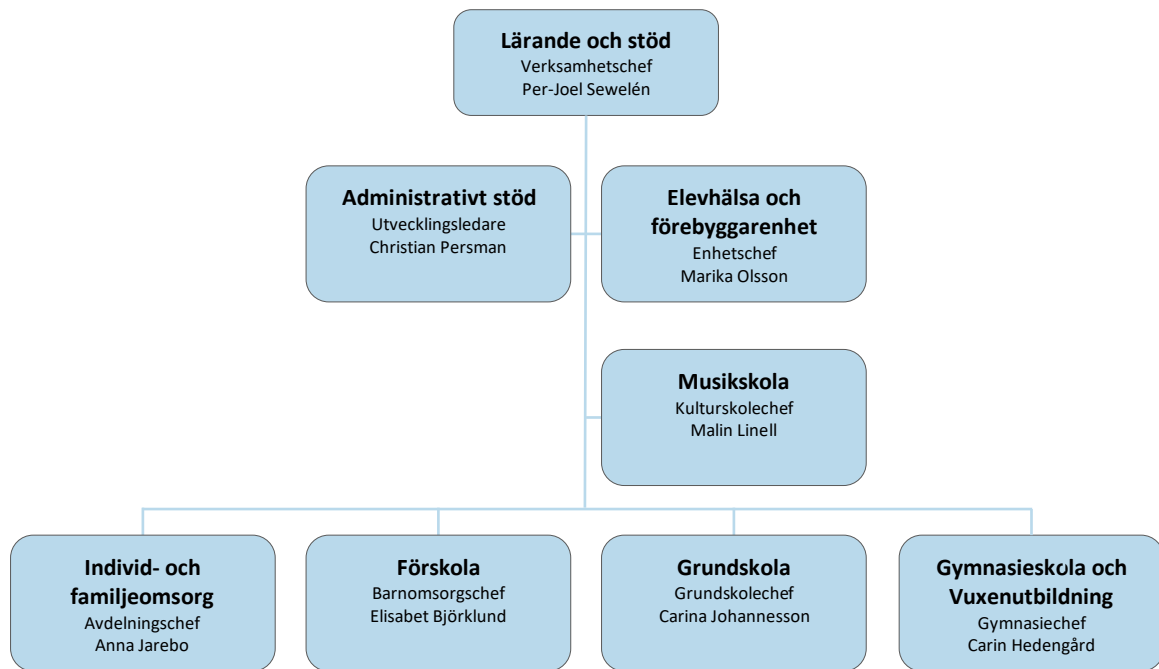 Lärande och stöd
Verksamhetschef
Per-Joel Sewelén
Administrativt stöd
Utvecklingsledare
Christian Persman
Elevhälsa och
förebyggarenhet
Enhetschef
Marika Olsson
Musikskola
Kulturskolechef
Malin Linell
Individ- och
familjeomsorg
Avdelningschef
Anna Jarebo
Förskola
Barnomsorgschef
Elisabet Björklund
Grundskola
Grundskolechef
Carina Johannesson
Gymnasieskola och
Vuxenutbildning
Gymnasiechef
Carin Hedengård